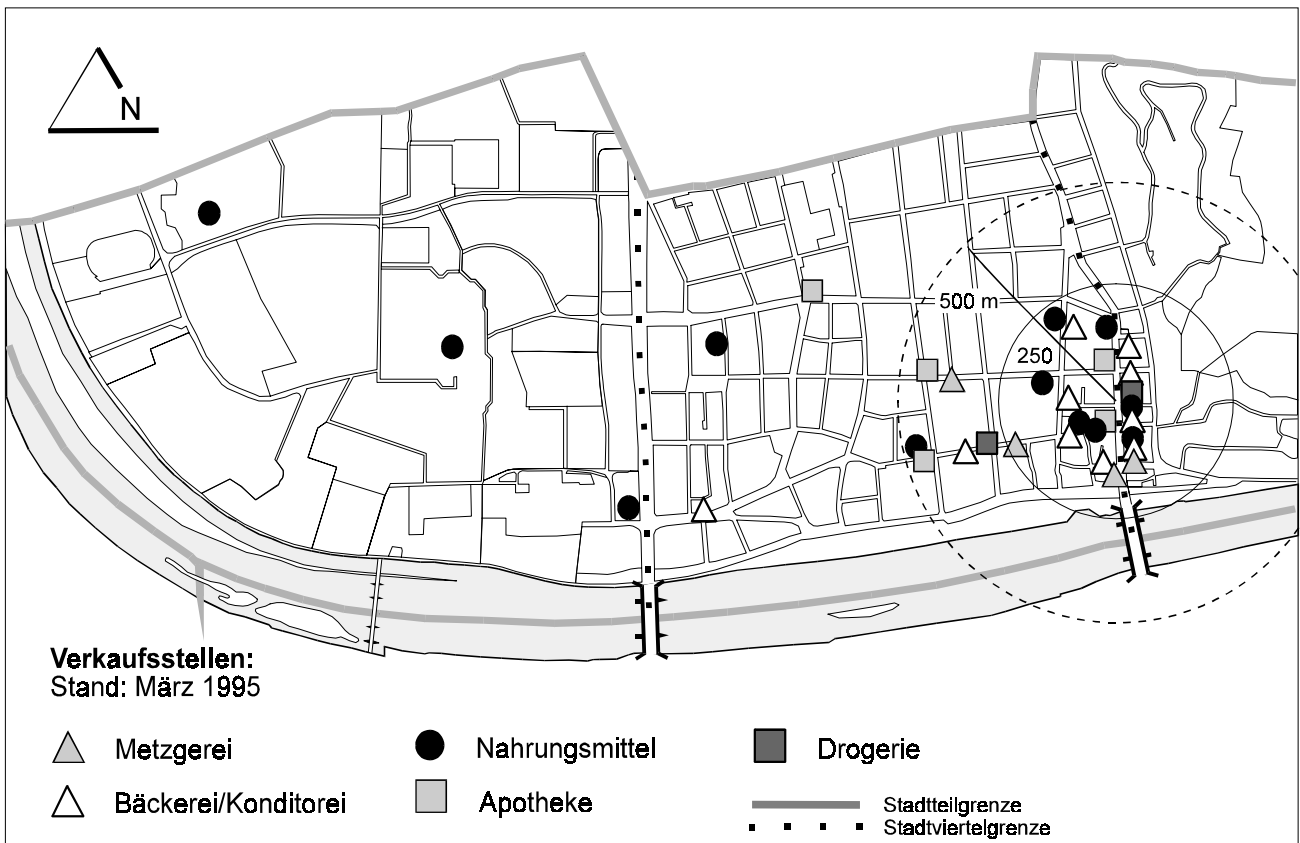 N
500 m
250
Verkaufsstellen:
Stand: März 1995
Metzgerei
Nahrungsmittel
Drogerie
Bäckerei/Konditorei
Apotheke
Stadtteilgrenze
Stadtviertelgrenze